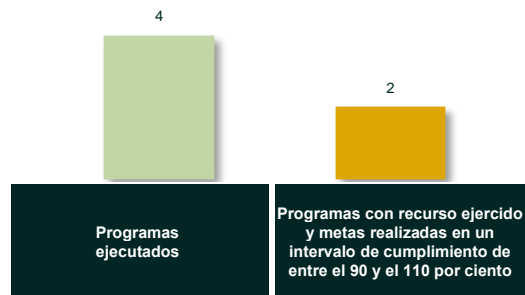 4
2
Programas
ejecutados
Programas con recurso ejercido
y metas realizadas en un
intervalo de cumplimiento de
entre el 90 y el 110 por ciento